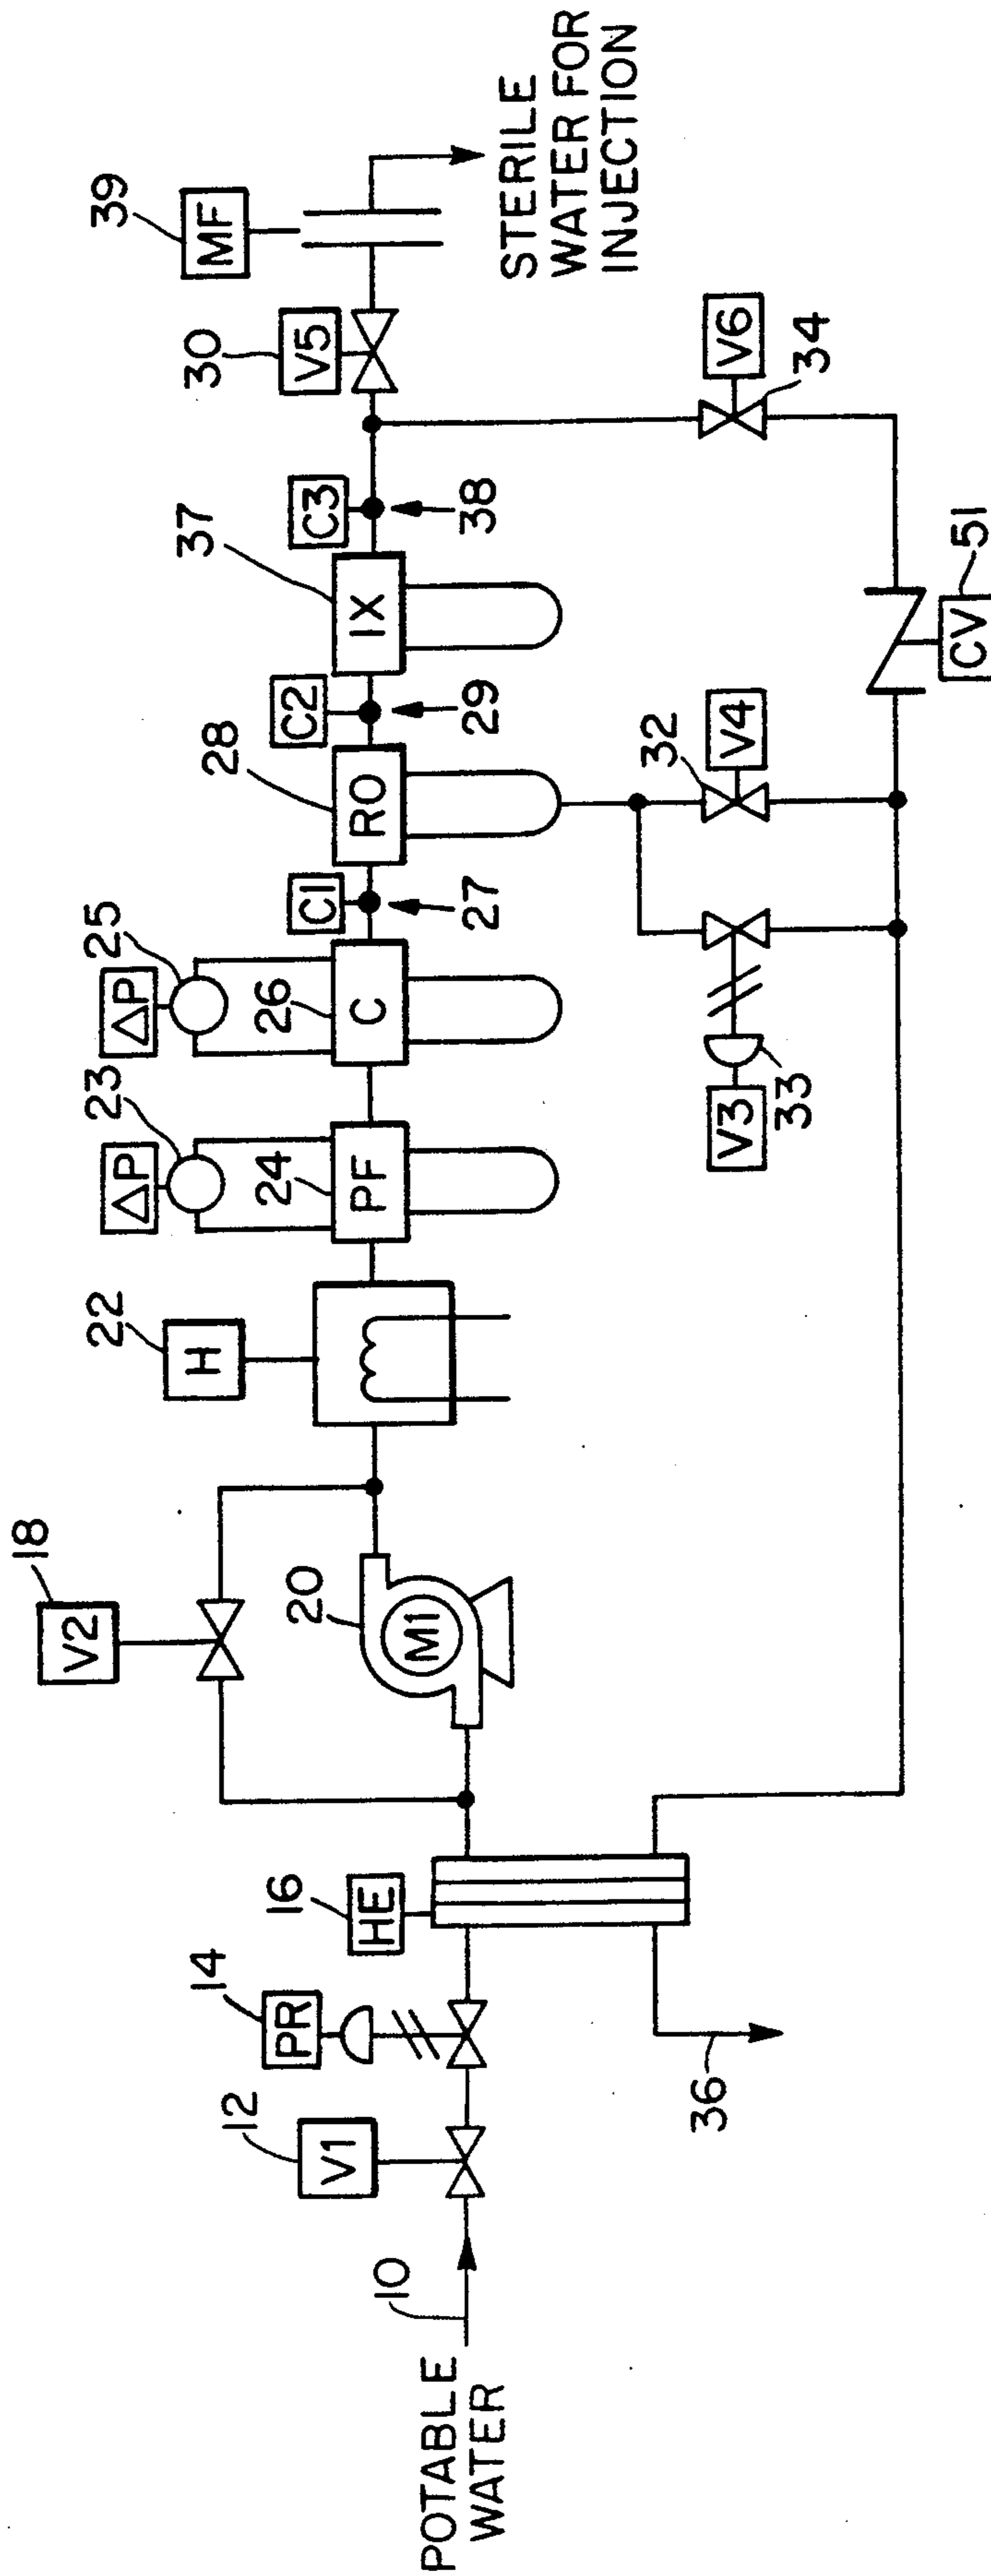 POTABLE
WATER
10
12
V1
14
PR
16
HE
18
V2
20
M1
22
H
23
ΔP
24
PF
25
ΔP
26
C
C1
27
28
RO
C2
29
37
IX
C3
38
30
V5
39
MF
STERILE
WATER FOR
INJECTION
V6
34
32
V4
V3
33
CV
51
36